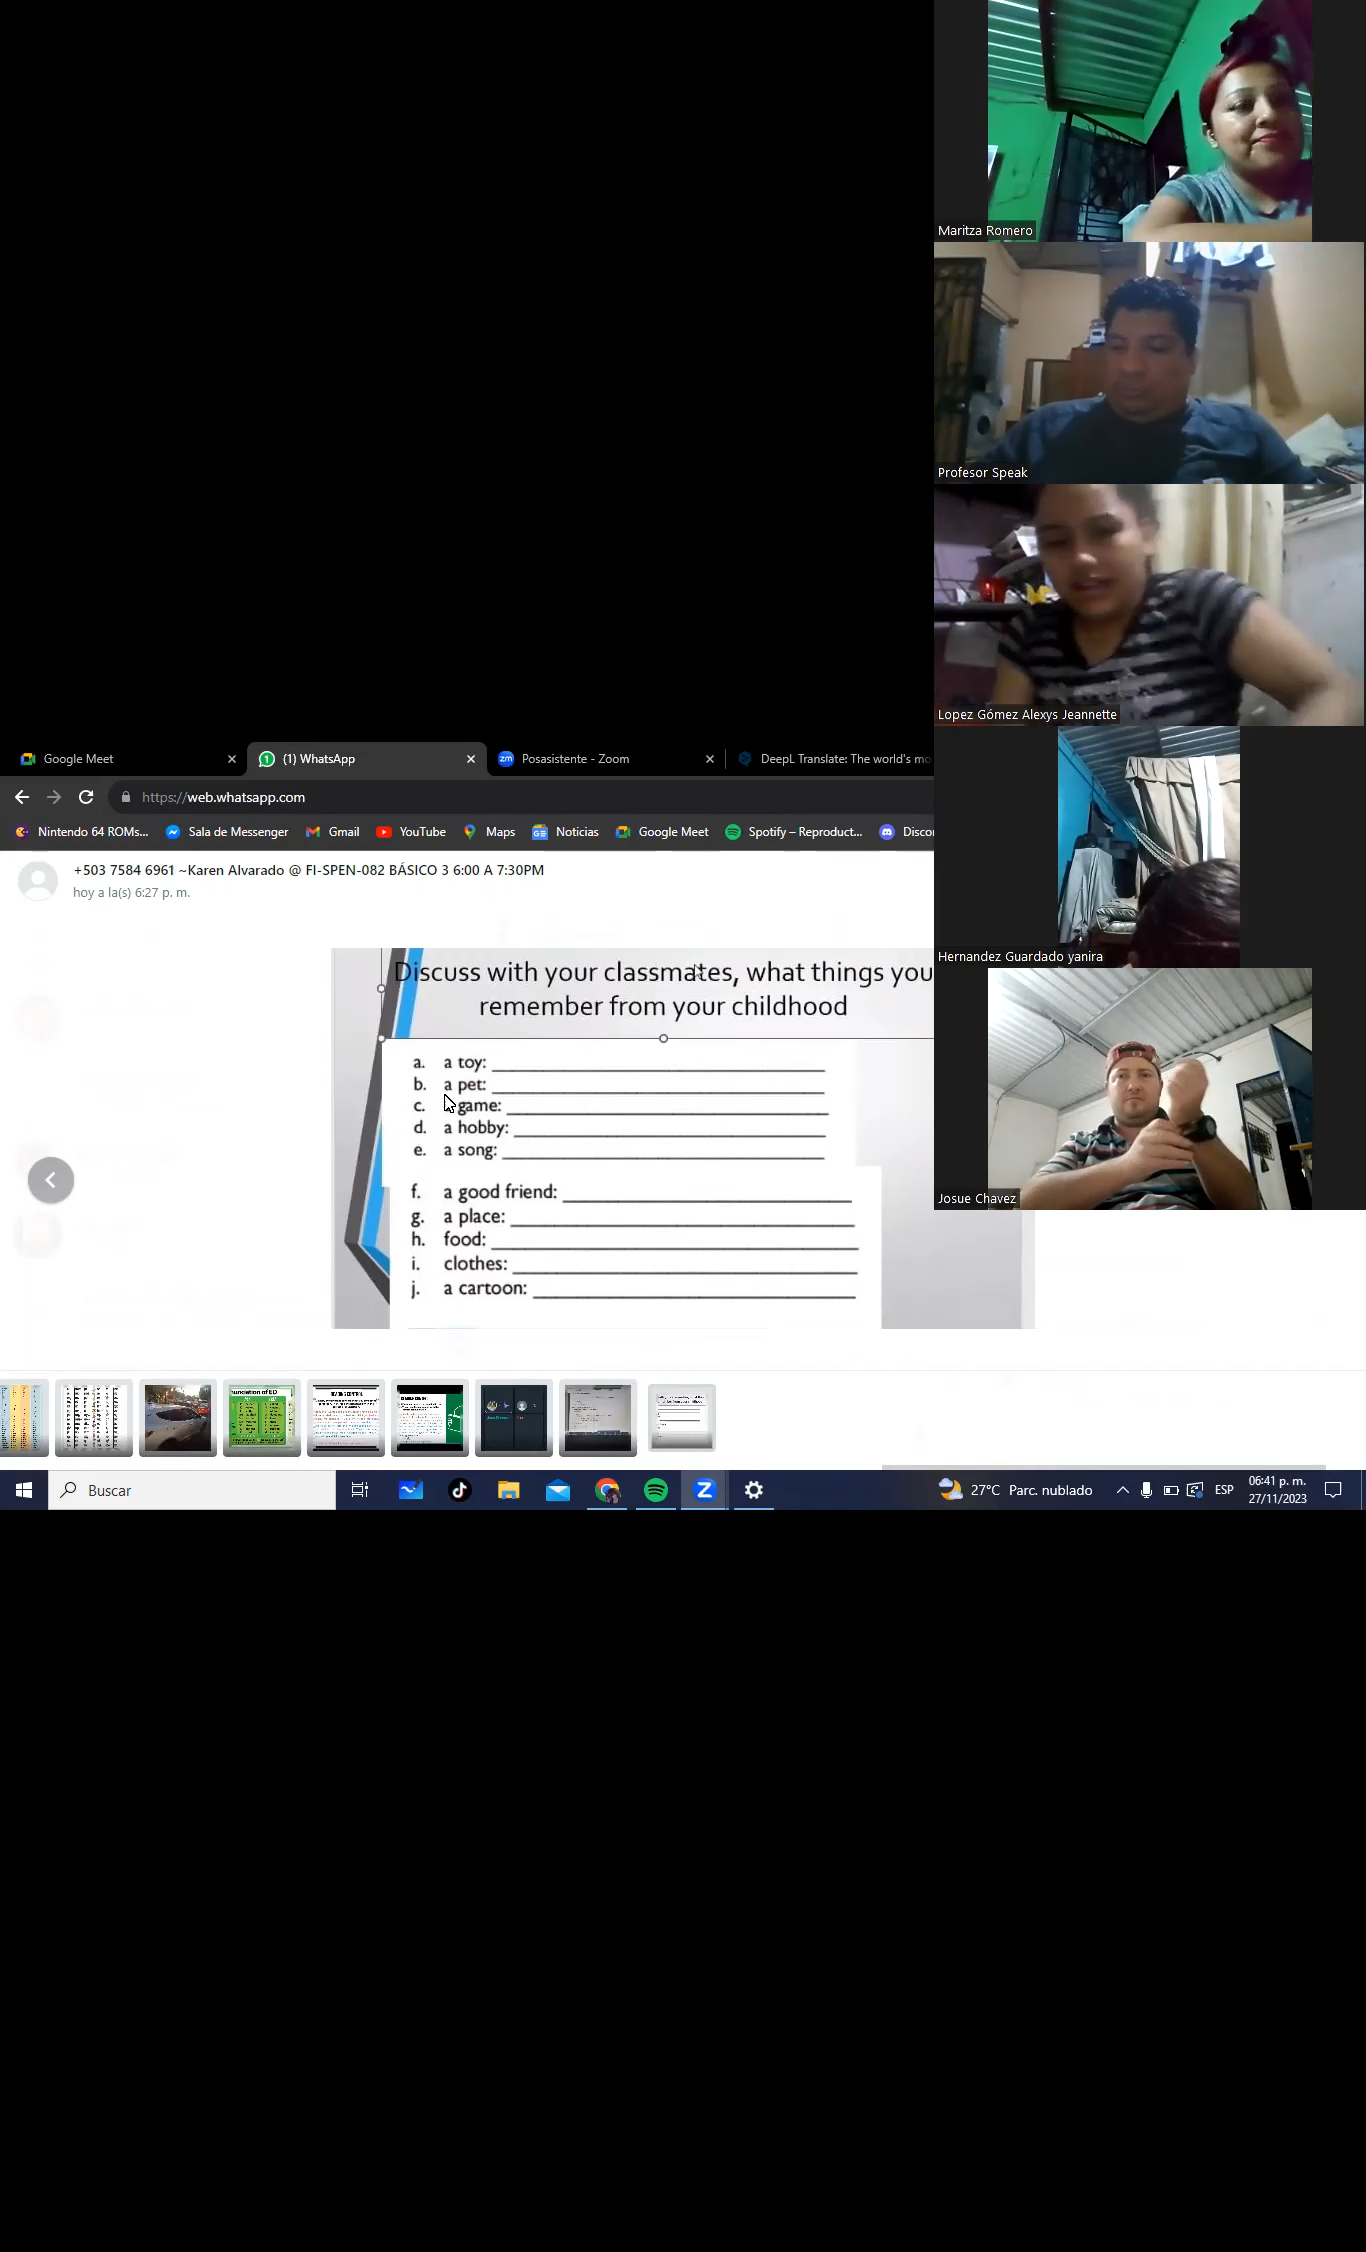 Maritza Romero
Profesor Speak
Lopez Gómez Alexys Jeannette
Hernandez Guardado yanira
Josue Chavez
Google Meet
(1) WhatsApp
Posasistente - Zoom
DeepL Translate: The world's mo
https://web.whatsapp.com
Nintendo 64 ROMs...
Sala de Messenger
Gmail
YouTube
Maps
Noticias
Google Meet
Spotify – Reproduct...
Disco
+503 7584 6961 ~Karen Alvarado @ FI-SPEN-082 BÁSICO 3 6:00 A 7:30PM
hoy a la(s) 6:27 p. m.
Discuss with your classmates, what things you
remember from your childhood
a. a toy:
b. a pet:
c. game:
d. a hobby:
e. a song:
f. a good friend:
g. a place:
h. food:
i. clothes:
j. a cartoon:
Buscar
27°C Parc. nublado
ESP
06:41 p. m.
27/11/2023